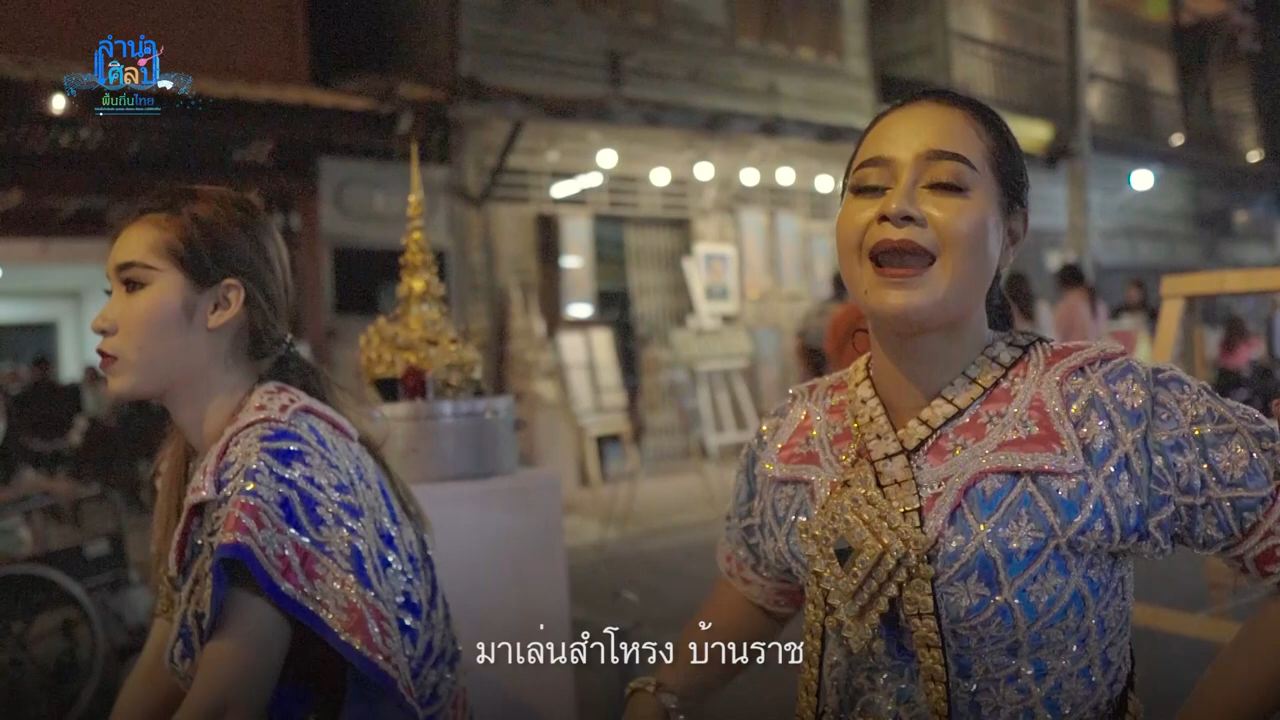 ลำนำ
ศิลป์
พื้นถิ่นไทย
มาเล่นสำโหรง บ้านราช